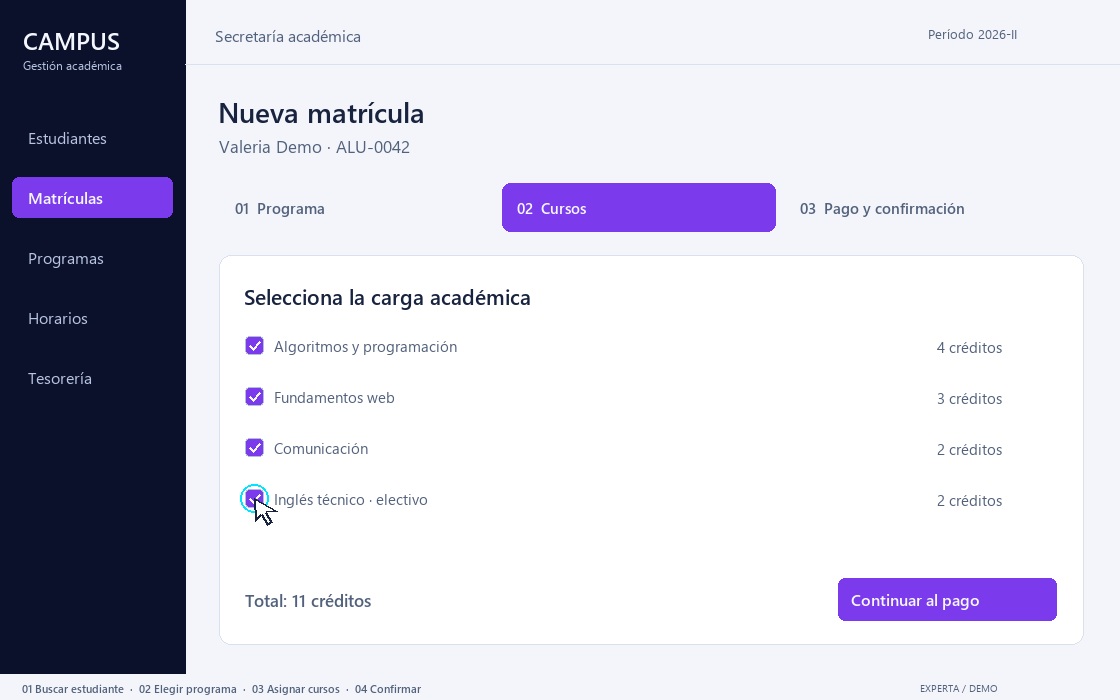 CAMPUS
Gestión académica
Estudiantes
Matrículas
Programas
Horarios
Tesorería
Secretaría académica
Período 2026-II
Nueva matrícula
Valeria Demo · ALU-0042
01 Programa
02 Cursos
03 Pago y confirmación
Selecciona la carga académica
Algoritmos y programación 4 créditos
Fundamentos web 3 créditos
Comunicación 2 créditos
Inglés técnico · electivo 2 créditos
Total: 11 créditos
Continuar al pago
01 Buscar estudiante · 02 Elegir programa · 03 Asignar cursos · 04 Confirmar
EXPERTA / DEMO